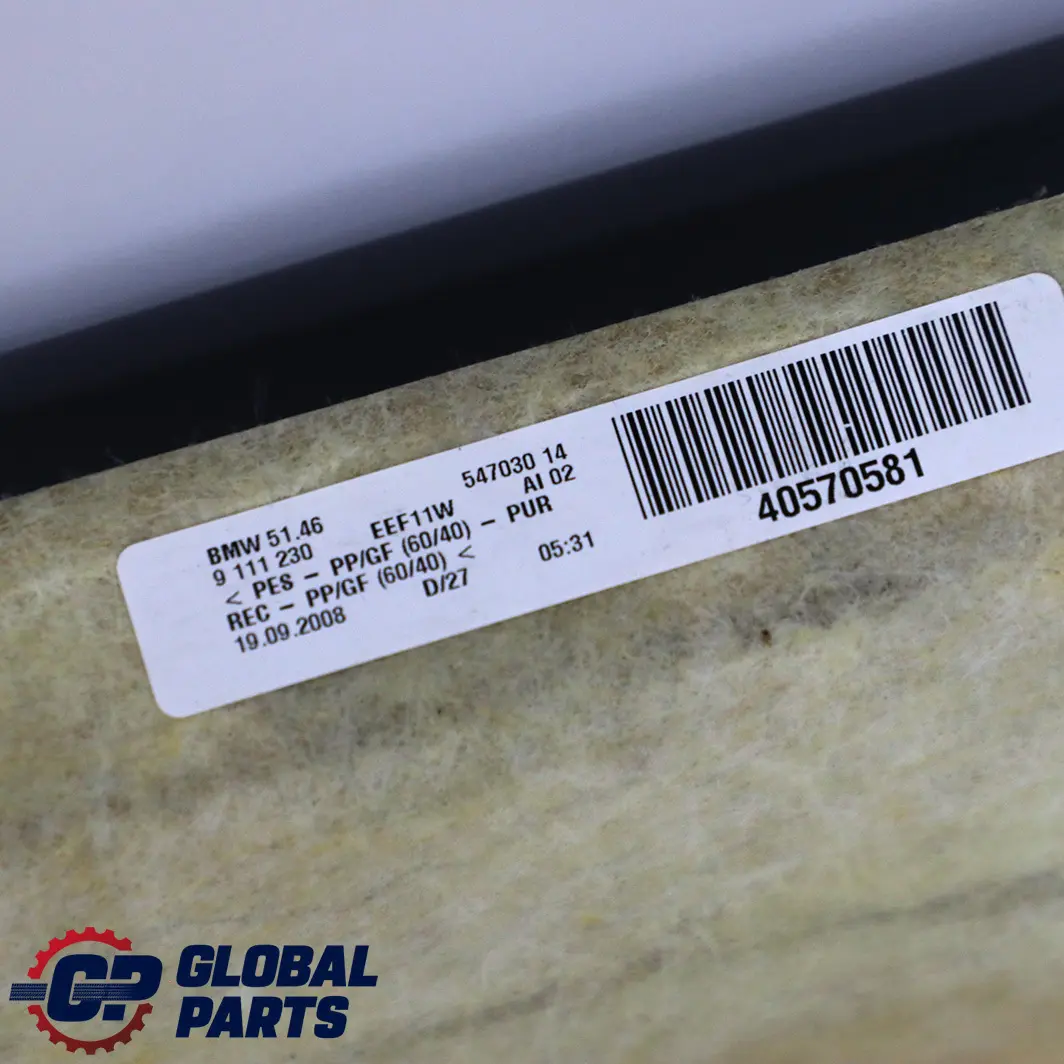 BMW 51.46 547030 14
9 111 230 EEF11W AI 02
< PES - PP/GF (60/40) - PUR
REC - PP/GF (60/40) <
19.09.2008 D/27 05:31
40570581
GP GLOBAL
PARTS